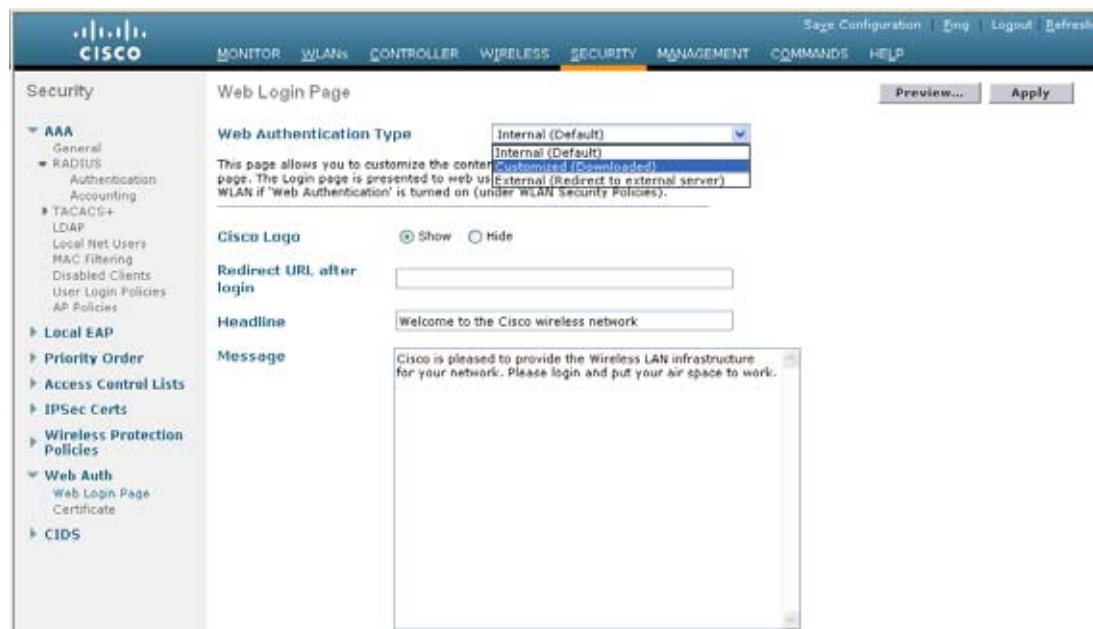 Save Configuration | Ping | Logout | Refresh
CISCO
MONITOR WLANs CONTROLLER WIRELESS SECURITY MANAGEMENT COMMANDS HELP
Security
AAA
General
RADIUS
Authentication
Accounting
TACACS+
LDAP
Local Net Users
MAC Filtering
Disabled Clients
User Login Policies
AP Policies
Local EAP
Priority Order
Access Control Lists
IPSec Certs
Wireless Protection
Policies
Web Auth
Web Login Page
Certificate
CIDS
Web Login Page
Preview...
Apply
Web Authentication Type
Internal (Default)
Internal (Default)
Customized (Downloaded)
External (Redirect to external server)
This page allows you to customize the conten
page. The Login page is presented to web us
WLAN if 'Web Authentication' is turned on (under WLAN Security Policies).
Cisco Logo
Show Hide
Redirect URL after
login
Headline
Welcome to the Cisco wireless network
Message
Cisco is pleased to provide the Wireless LAN infrastructure
for your network. Please login and put your air space to work.